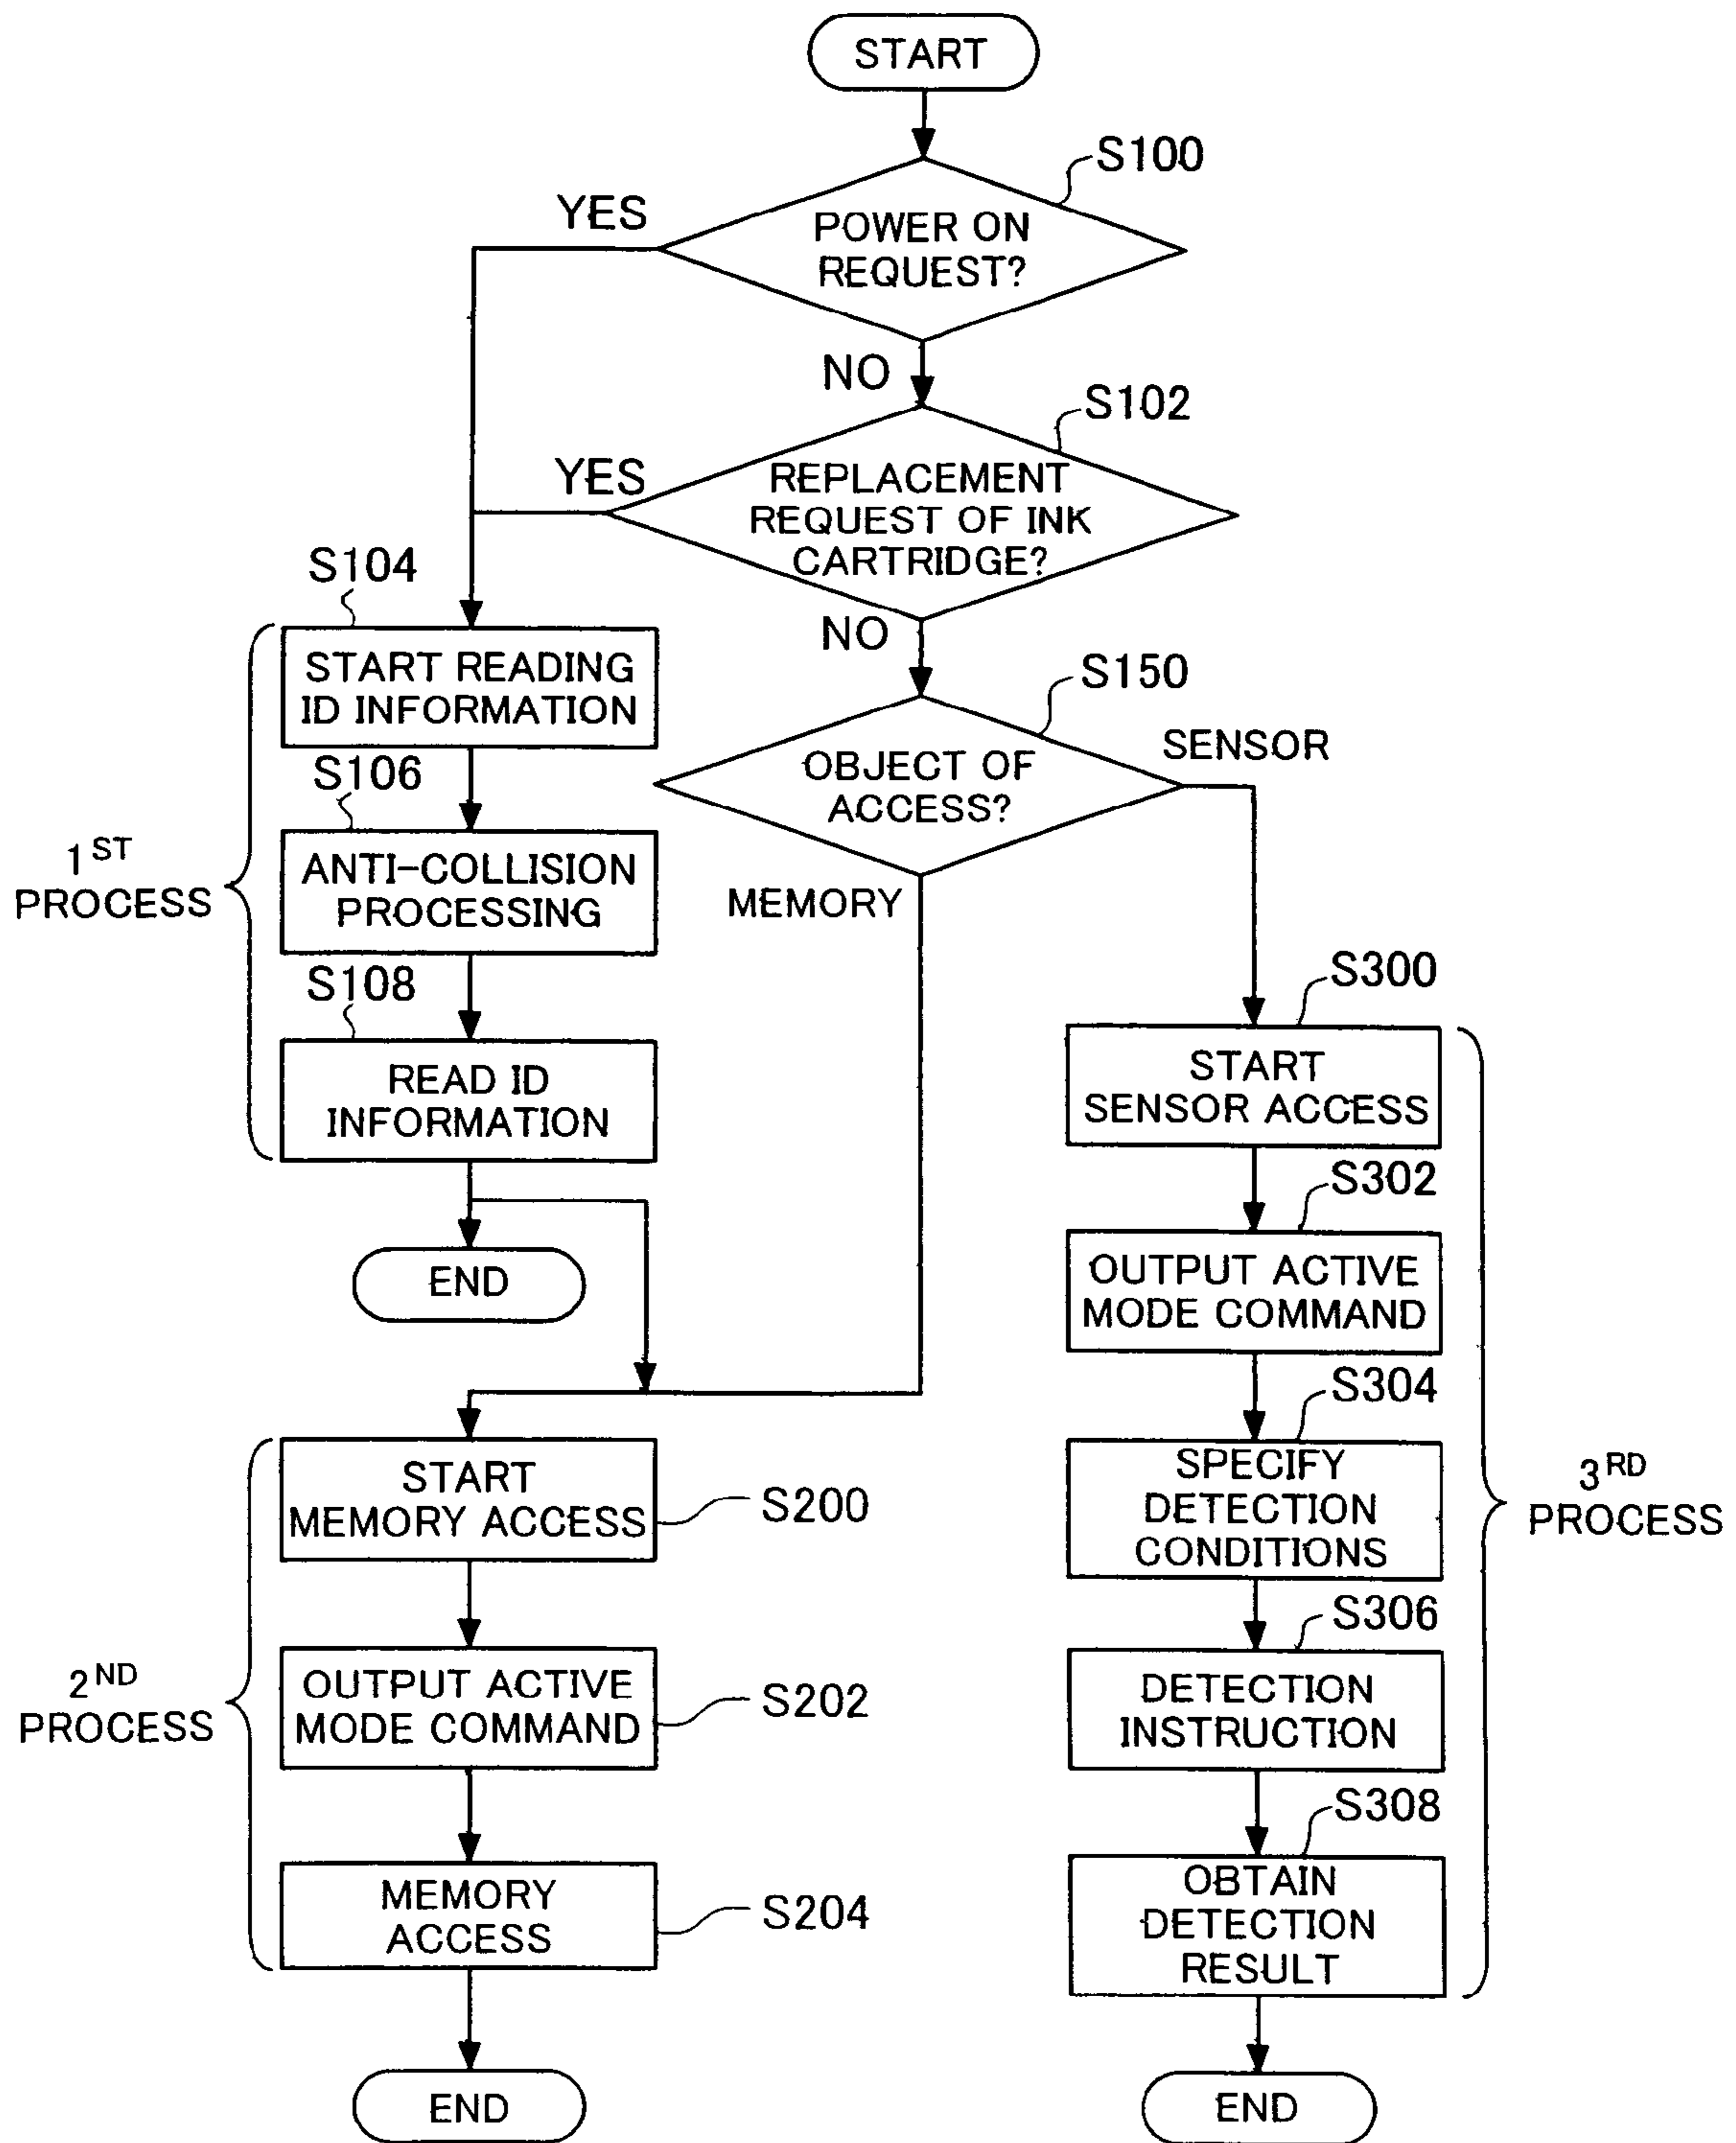 START
S100
YES
POWER ON
REQUEST?
NO
S102
YES
REPLACEMENT
REQUEST OF INK
CARTRIDGE?
NO
S104
START READING
ID INFORMATION
S150
OBJECT OF
ACCESS?
SENSOR
MEMORY
S106
ANTI-COLLISION
PROCESSING
1ST
PROCESS
S108
READ ID
INFORMATION
END
S300
START
SENSOR ACCESS
S302
OUTPUT ACTIVE
MODE COMMAND
S304
SPECIFY
DETECTION
CONDITIONS
3RD
PROCESS
S306
DETECTION
INSTRUCTION
S308
OBTAIN
DETECTION
RESULT
END
START
MEMORY ACCESS
S200
2ND
PROCESS
OUTPUT ACTIVE
MODE COMMAND
S202
MEMORY
ACCESS
S204
END